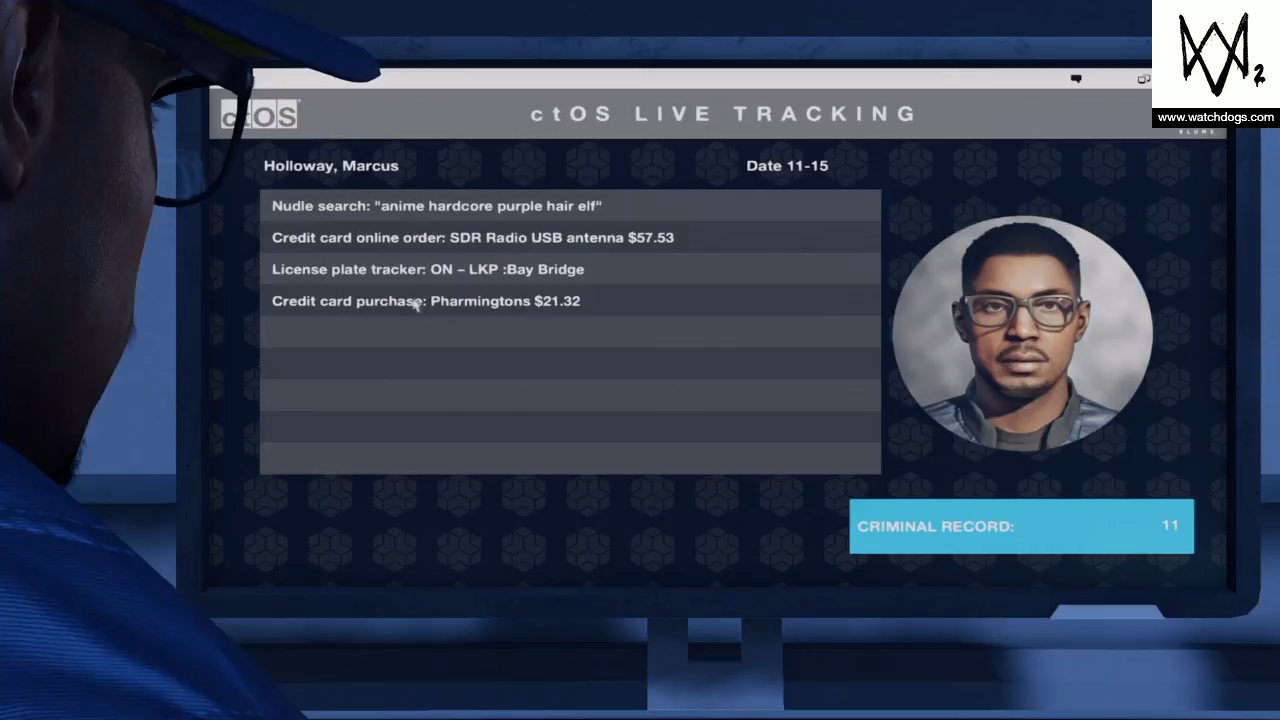 2
www.watchdogs.com
ctOS
ctOS LIVE TRACKING
BLUME
Holloway, Marcus
Date 11-15
Nudle search: "anime hardcore purple hair elf"
Credit card online order: SDR Radio USB antenna $57.53
License plate tracker: ON – LKP :Bay Bridge
Credit card purchase: Pharmingtons $21.32
CRIMINAL RECORD: 11